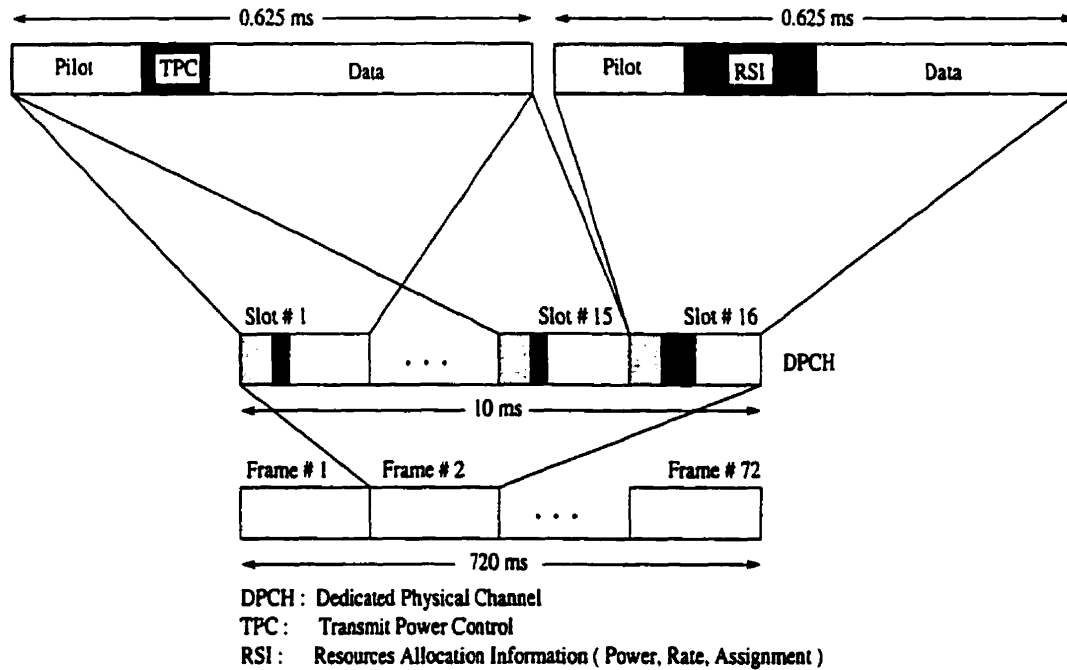 0.625 ms 0.625 ms
Pilot TPC Data Pilot RSI Data
Slot # 1 Slot # 15 Slot # 16
. . . DPCH
10 ms
Frame # 1 Frame # 2 Frame # 72
. . .
720 ms
DPCH : Dedicated Physical Channel
TPC : Transmit Power Control
RSI : Resources Allocation Information ( Power, Rate, Assignment )